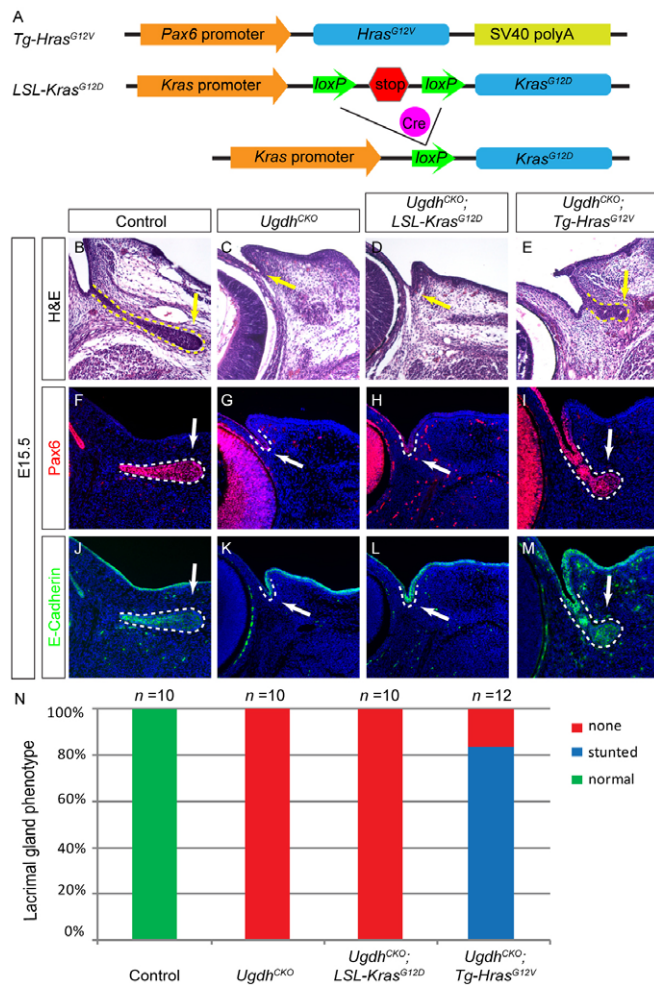 A
Tg-Hras^G12V Pax6 promoter Hras^G12V SV40 polyA
LSL-Kras^G12D Kras promoter loxP stop loxP Kras^G12D
Cre
Kras promoter loxP Kras^G12D
Control Ugdh^CKO Ugdh^CKO; LSL-Kras^G12D Ugdh^CKO; Tg-Hras^G12V
E15.5
H&E B C D E
Pax6 F G H I
E-Cadherin J K L M
N
n =10 n =10 n =10 n =12
Lacrimal gland phenotype
100%
80%
60%
40%
20%
0%
none
stunted
normal
Control Ugdh^CKO Ugdh^CKO; LSL-Kras^G12D Ugdh^CKO; Tg-Hras^G12V